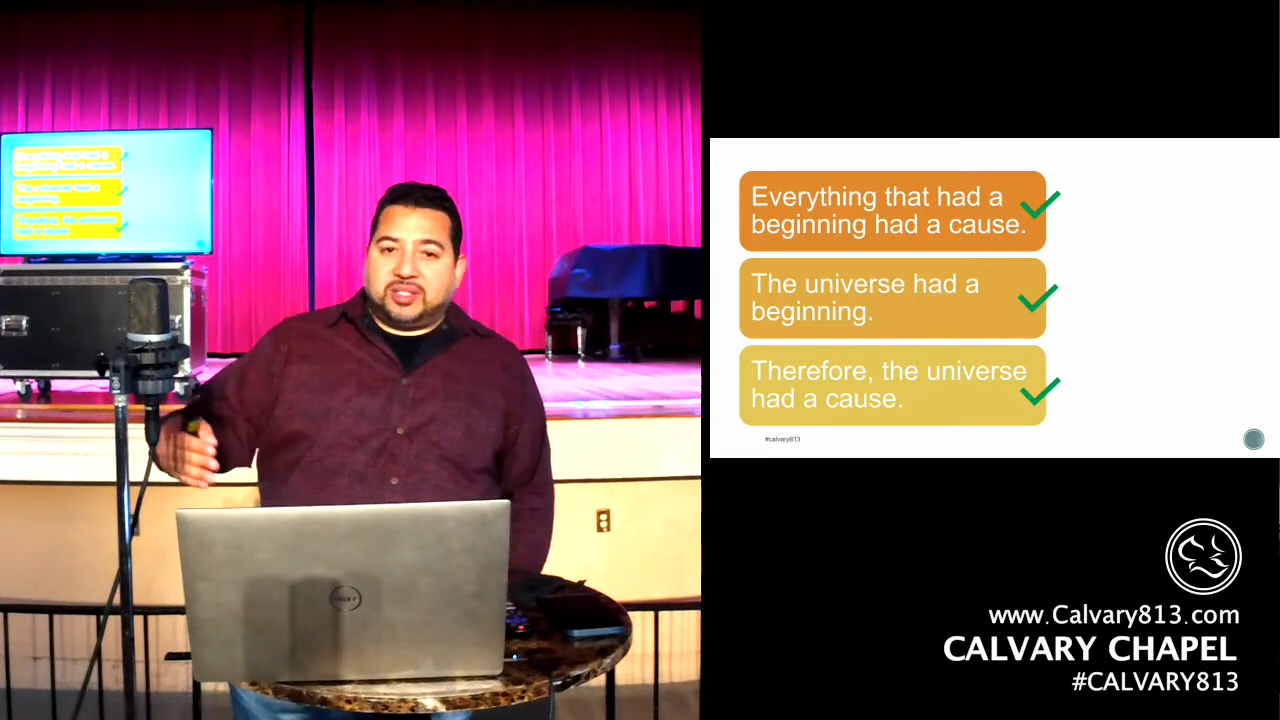 Everything that had a
beginning had a cause.
The universe had a
beginning.
Therefore, the universe
had a cause.
#calvary813
www.Calvary813.com
CALVARY CHAPEL
#CALVARY813
DELL